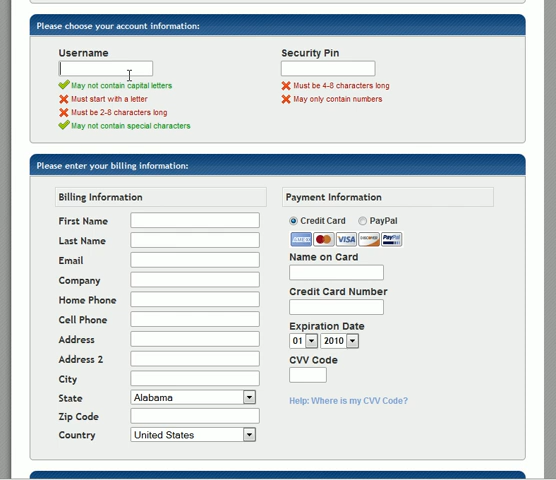 Please choose your account information:
Username
May not contain capital letters
Must start with a letter
Must be 2-8 characters long
May not contain special characters
Security Pin
Must be 4-8 characters long
May only contain numbers
Please enter your billing information:
Billing Information
First Name
Last Name
Email
Company
Home Phone
Cell Phone
Address
Address 2
City
State Alabama
Zip Code
Country United States
Payment Information
Credit Card PayPal
AMEX MasterCard VISA DISCOVER PayPal
Name on Card
Credit Card Number
Expiration Date
01 2010
CVV Code
Help: Where is my CVV Code?